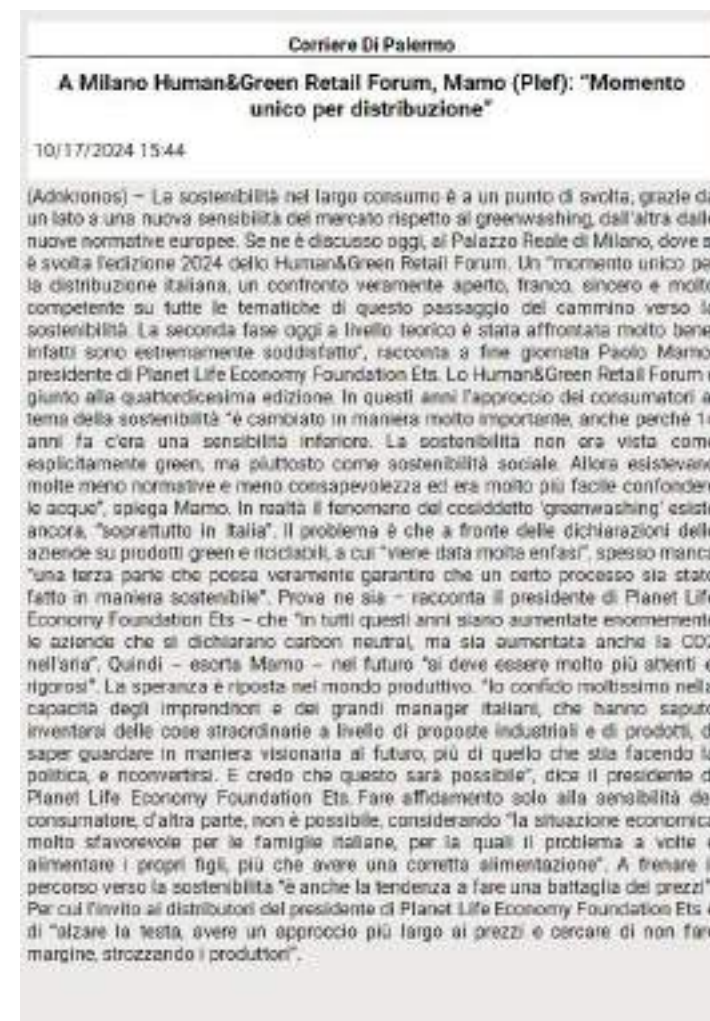 Corriere Di Palermo
A Milano Human&Green Retail Forum, Mamo (Plef): “Momento
unico per distribuzione”
10/17/2024 15:44
(Adnkronos) – La sostenibilità nel largo consumo è a un punto di svolta, grazie da
un lato a una nuova sensibilità del mercato rispetto al greenwashing, dall'altra dalle
nuove normative europee. Se ne è discusso oggi, al Palazzo Reale di Milano, dove s
è svolta l'edizione 2024 dello Human&Green Retail Forum. Un “momento unico pe
la distribuzione italiana, un confronto veramente aperto, franco, sincero e molto
competente su tutte le tematiche di questo passaggio del cammino verso la
sostenibilità. La seconda fase oggi a livello teorico è stata affrontata molto bene
infatti sono estremamente soddisfatto”, racconta a fine giornata Paolo Mamo
presidente di Planet Life Economy Foundation Ets. Lo Human&Green Retail Forum
giunto alla quattordicesima edizione. In questi anni l'approccio dei consumatori a
tema della sostenibilità “è cambiato in maniera molto importante, anche perché 1
anni fa c'era una sensibilità inferiore. La sostenibilità non era vista come
esplicitamente green, ma piuttosto come sostenibilità sociale. Allora esistevano
molte meno normative e meno consapevolezza ed era molto più facile confondere
le acque”, spiega Mamo. In realtà il fenomeno del cosiddetto 'greenwashing' esiste
ancora, “soprattutto in Italia”. Il problema è che a fronte delle dichiarazioni delle
aziende su prodotti green e riciclabili, a cui “viene data molta enfasi”, spesso manca
“una terza parte che possa veramente garantire che un certo processo sia stato
fatto in maniera sostenibile”. Prova ne sia – racconta il presidente di Planet Life
Economy Foundation Ets – che “in tutti questi anni siano aumentate enormemente
le aziende che si dichiarano carbon neutral, ma sia aumentata anche la CO2
nell'aria”. Quindi – esorta Mamo – nel futuro “si deve essere molto più attenti e
rigorosi”. La speranza è riposta nel mondo produttivo. “Io confido moltissimo nella
capacità degli imprenditori e dei grandi manager italiani, che hanno saputo
inventarsi delle cose straordinarie a livello di proposte industriali e di prodotti, d
saper guardare in maniera visionaria al futuro, più di quello che stia facendo la
politica, e riconvertirsi. E credo che questo sarà possibile”, dice il presidente d
Planet Life Economy Foundation Ets. Fare affidamento solo alla sensibilità de
consumatore, d'altra parte, non è possibile, considerando “la situazione economica
molto sfavorevole per le famiglie italiane, per la quali il problema a volte è
alimentare i propri figli, più che avere una corretta alimentazione”. A frenare i
percorso verso la sostenibilità “è anche la tendenza a fare una battaglia dei prezzi”
Per cui l'invito ai distributori del presidente di Planet Life Economy Foundation Ets è
di “alzare la testa, avere un approccio più largo ai prezzi e cercare di non fare
margine, strozzando i produttori”.